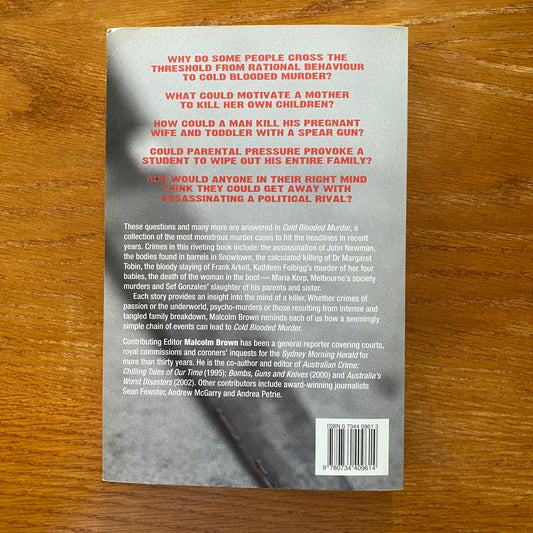 WHY DO SOME PEOPLE CROSS THE
THRESHOLD FROM RATIONAL BEHAVIOUR
TO COLD BLOODED MURDER?
WHAT COULD MOTIVATE A MOTHER
TO KILL HER OWN CHILDREN?
HOW COULD A MAN KILL HIS PREGNANT
WIFE AND TODDLER WITH A SPEAR GUN?
COULD PARENTAL PRESSURE PROVOKE A
STUDENT TO WIPE OUT HIS ENTIRE FAMILY?
HOW WOULD ANYONE IN THEIR RIGHT MIND
THINK THEY COULD GET AWAY WITH
ASSASSINATING A POLITICAL RIVAL?
These questions and many more are answered in Cold Blooded Murder, a
collection of the most monstrous murder cases to hit the headlines in recent
years. Crimes in this riveting book include: the assassination of John Newman,
the bodies found in barrels in Snowtown, the calculated killing of Dr Margaret
Tobin, the bloody slaying of Frank Arkell, Kathleen Folbigg's murder of her four
babies, the death of the woman in the boot — Maria Korp, Melbourne's society
murders and Sef Gonzales' slaughter of his parents and sister.
Each story provides an insight into the mind of a killer. Whether crimes of
passion or the underworld, psycho-murders or those resulting from intense and
tangled family breakdown, Malcolm Brown reminds each of us how a seemingly
simple chain of events can lead to Cold Blooded Murder.
Contributing Editor Malcolm Brown has been a general reporter covering courts,
royal commissions and coroners' inquests for the Sydney Morning Herald for
more than thirty years. He is the co-author and editor of Australian Crime:
Chilling Tales of Our Time (1995); Bombs, Guns and Knives (2000) and Australia's
Worst Disasters (2002). Other contributors include award-winning journalists
Sean Fowster, Andrew McGarry and Andrea Petrie.
ISBN 0 7344 0961 3
9 780734 409614